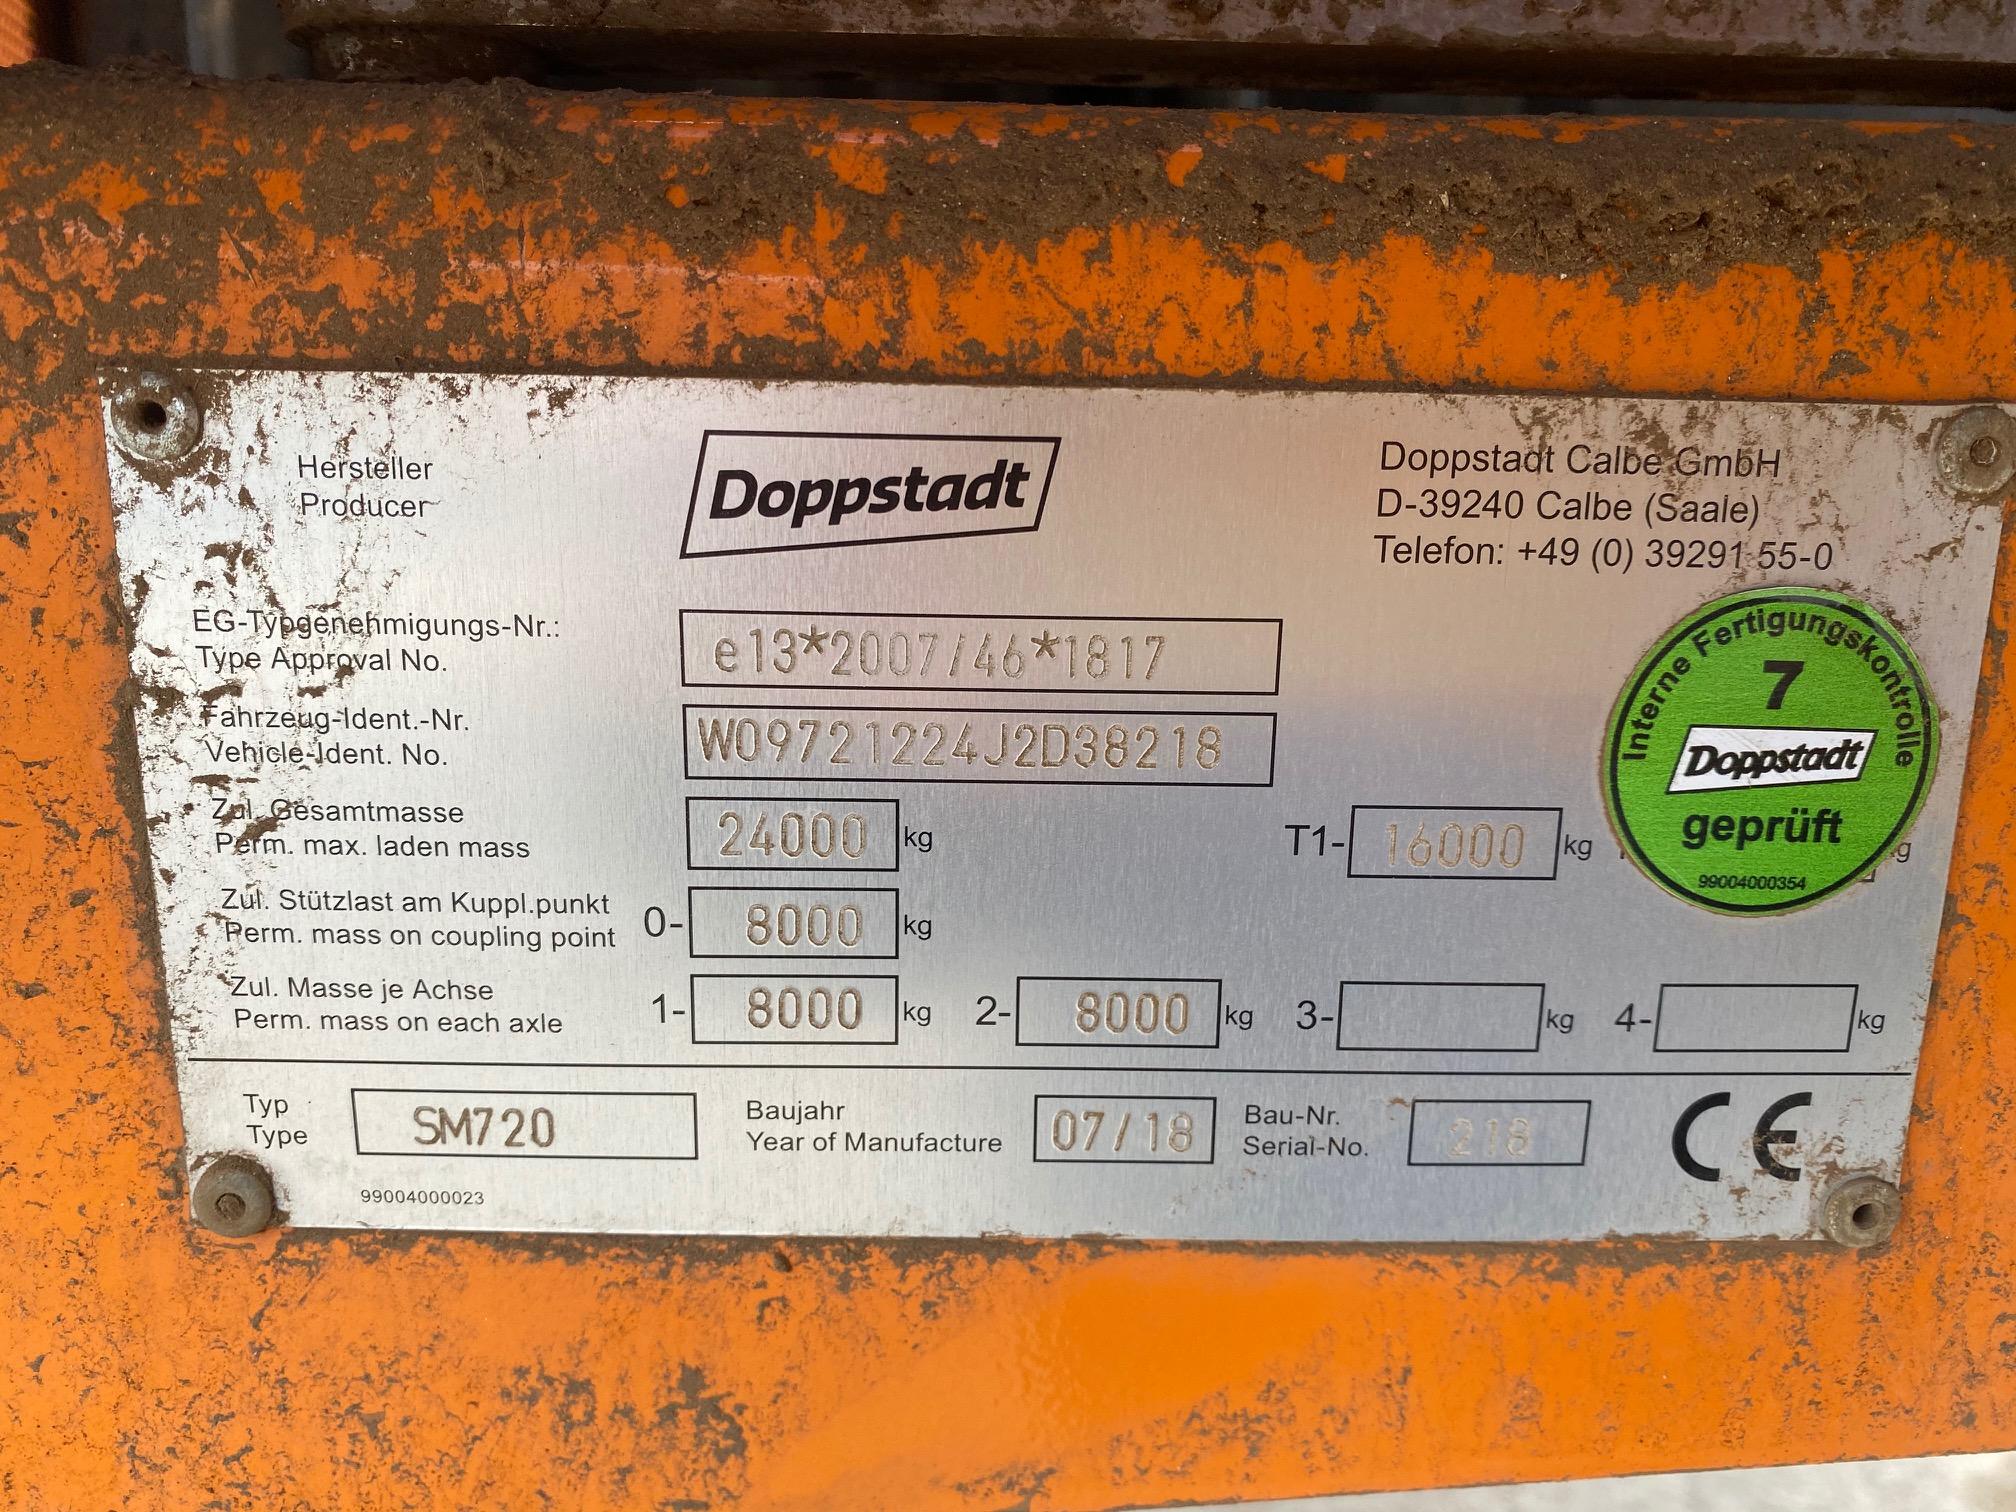 Hersteller
Producer
Doppstadt
Doppstadt Calbe GmbH
D-39240 Calbe (Saale)
Telefon: +49 (0) 39291 55-0
EG-Typgenehmigungs-Nr.:
Type Approval No.
e13*2007/46*1817
Fahrzeug-Ident.-Nr.
Vehicle-Ident. No.
W09721224J2D38218
Zul. Gesamtmasse
Perm. max. laden mass
24000 kg
T1- 16000 kg
Zul. Stützlast am Kuppl.punkt
Perm. mass on coupling point
0- 8000 kg
Zul. Masse je Achse
Perm. mass on each axle
1- 8000 kg 2- 8000 kg 3- kg 4- kg
Interne Fertigungskontrolle
7
Doppstadt
geprüft
99004000354
Typ
Type
SM720
Baujahr
Year of Manufacture
07/18
Bau-Nr.
Serial-No.
218
CE
99004000023